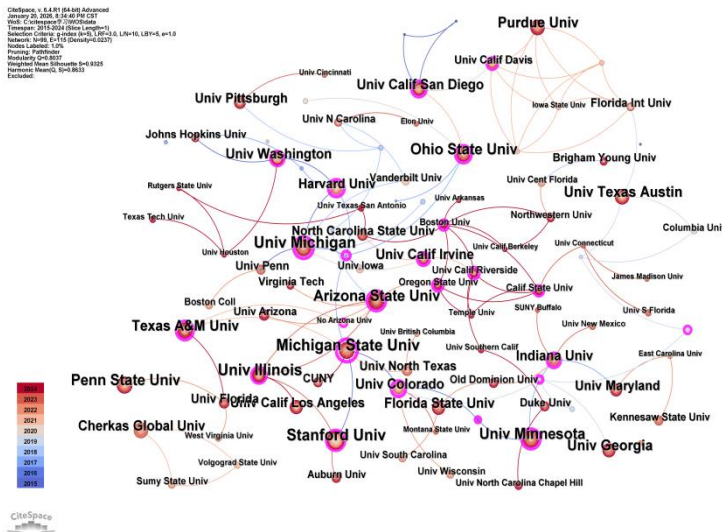 CiteSpace, v. 6.4.R1 (64-bit) Advanced
January 20, 2026, 8:34:40 PM CST
Timespan: 2015-2024 (Slice Length=1)
Selection Criteria: g-index (k=5), LRF=3.0, L/N=10, LBY=5, e=1.0
Network: N=99, E=115 (Density=0.0237)
Nodes Labeled: 1.0%
Pruning: Pathfinder
Modularity Q=0.8037
Weighted Mean Silhouette S=0.9325
Harmonic Mean(Q, S)=0.8633
Excluded:
Purdue Univ
Univ Calif Davis
Univ Cincinnati
Univ Calif San Diego
Univ Pittsburgh
Iowa State Univ
Florida Int Univ
Univ N Carolina
Elon Univ
Johns Hopkins Univ
Univ Washington
Ohio State Univ
Brigham Young Univ
Vanderbilt Univ
Harvard Univ
Univ Cent Florida
Rutgers State Univ
Univ Texas Austin
Univ Arkansas
Univ Texas San Antonio
Texas Tech Univ
Boston Univ
Northwestern Univ
North Carolina State Univ
Columbia Univ
Univ Michigan
Univ Houston
Univ Calif Berkeley
Univ Connecticut
Univ Calif Irvine
Univ Penn
Univ Iowa
Univ Calif Riverside
James Madison Univ
Virginia Tech
Oregon State Univ
Calif State Univ
Arizona State Univ
Boston Coll
SUNY Buffalo
Univ S Florida
Univ Arizona
Temple Univ
No Arizona Univ
Univ New Mexico
Texas A&M Univ
Univ British Columbia
Michigan State Univ
Univ Southern Calif
East Carolina Univ
Indiana Univ
Univ Illinois
Univ North Texas
CUNY
Penn State Univ
Univ Colorado
Old Dominion Univ
Univ Maryland
Univ Florida
Univ Calif Los Angeles
Florida State Univ
Duke Univ
Kennesaw State Univ
Cherkas Global Univ
Montana State Univ
West Virginia Univ
Stanford Univ
Univ Minnesota
Univ Georgia
Univ South Carolina
Volgograd State Univ
Univ Wisconsin
Sumy State Univ
Auburn Univ
Univ North Carolina Chapel Hill
2024
2023
2022
2021
2020
2019
2018
2017
2016
2015
CiteSpace